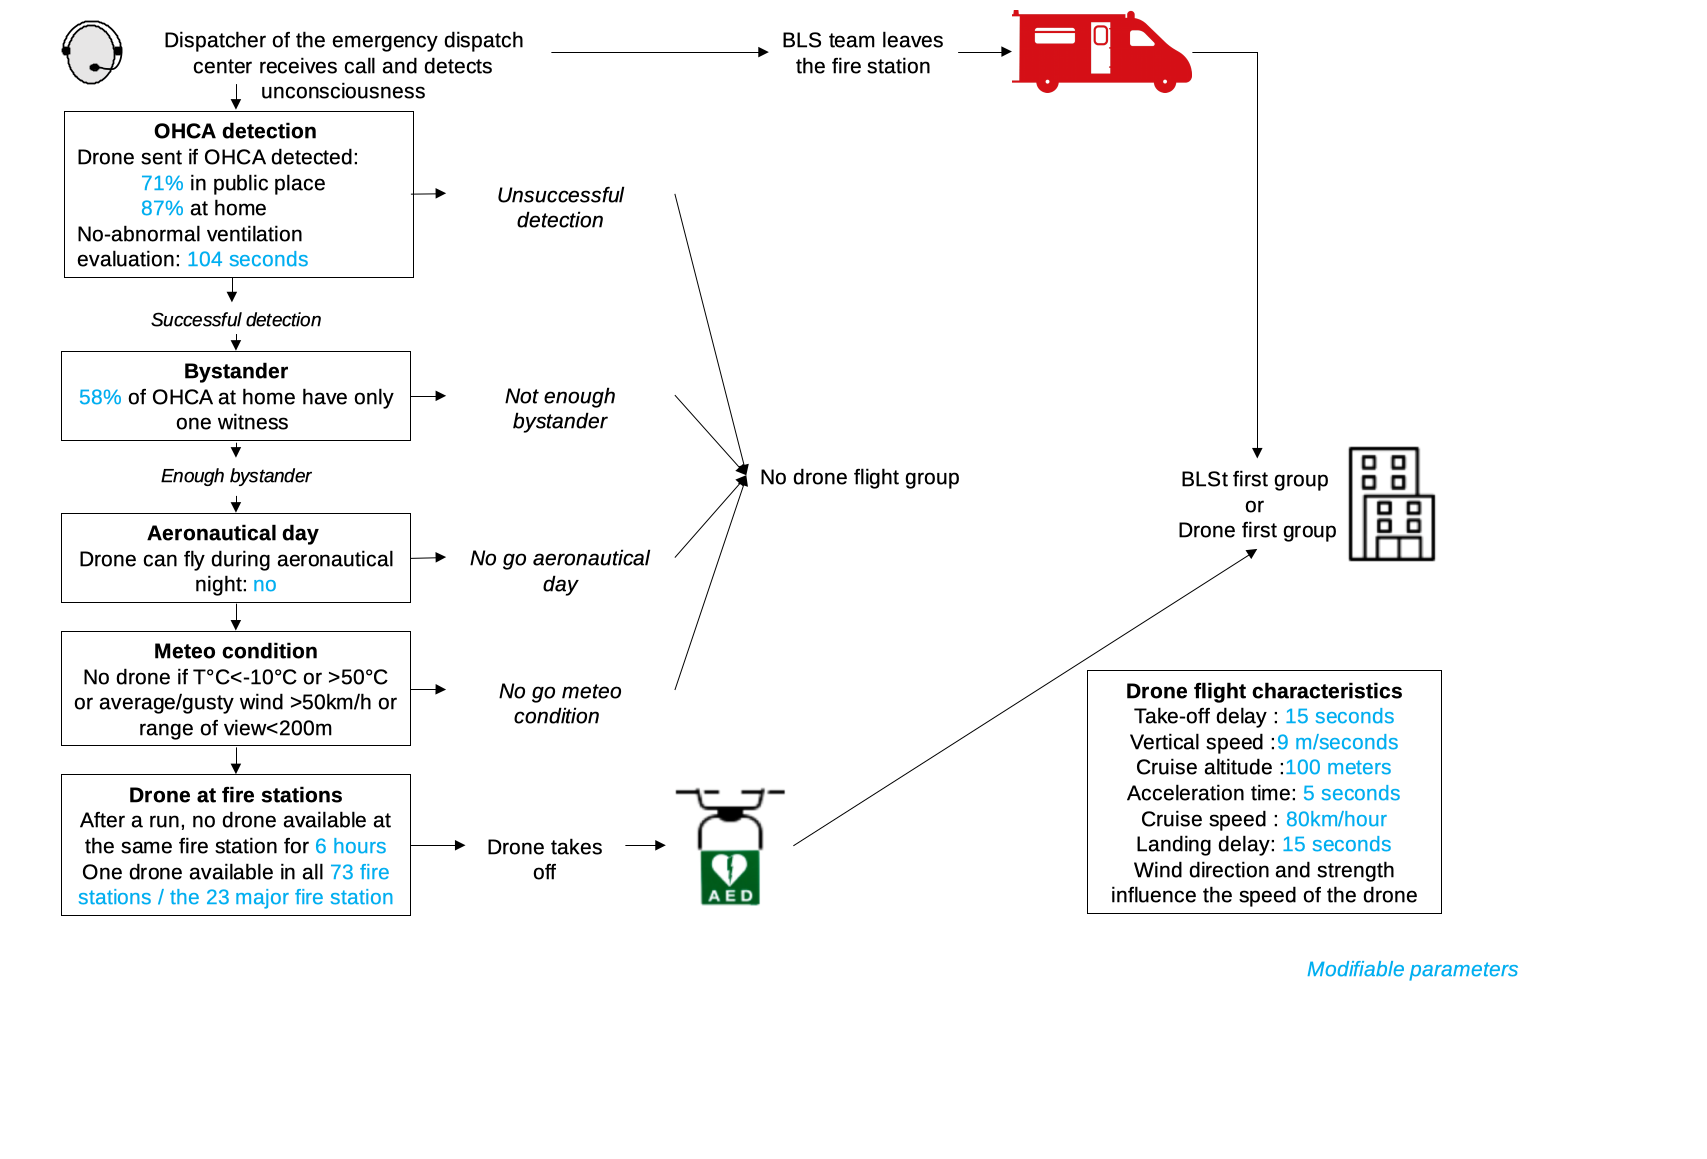 Dispatcher of the emergency dispatch
center receives call and detects
unconsciousness
BLS team leaves
the fire station
OHCA detection
Drone sent if OHCA detected:
71% in public place
87% at home
No-abnormal ventilation
evaluation: 104 seconds
Unsuccessful
detection
Successful detection
Bystander
58% of OHCA at home have only
one witness
Not enough
bystander
Enough bystander
No drone flight group
BLSt first group
or
Drone first group
Aeronautical day
Drone can fly during aeronautical
night: no
No go aeronautical
day
Meteo condition
No drone if T°C<-10°C or >50°C
or average/gusty wind >50km/h or
range of view<200m
No go meteo
condition
Drone at fire stations
After a run, no drone available at
the same fire station for 6 hours
One drone available in all 73 fire
stations / the 23 major fire station
Drone takes
off
AED
Drone flight characteristics
Take-off delay : 15 seconds
Vertical speed :9 m/seconds
Cruise altitude :100 meters
Acceleration time: 5 seconds
Cruise speed : 80km/hour
Landing delay: 15 seconds
Wind direction and strength
influence the speed of the drone
Modifiable parameters